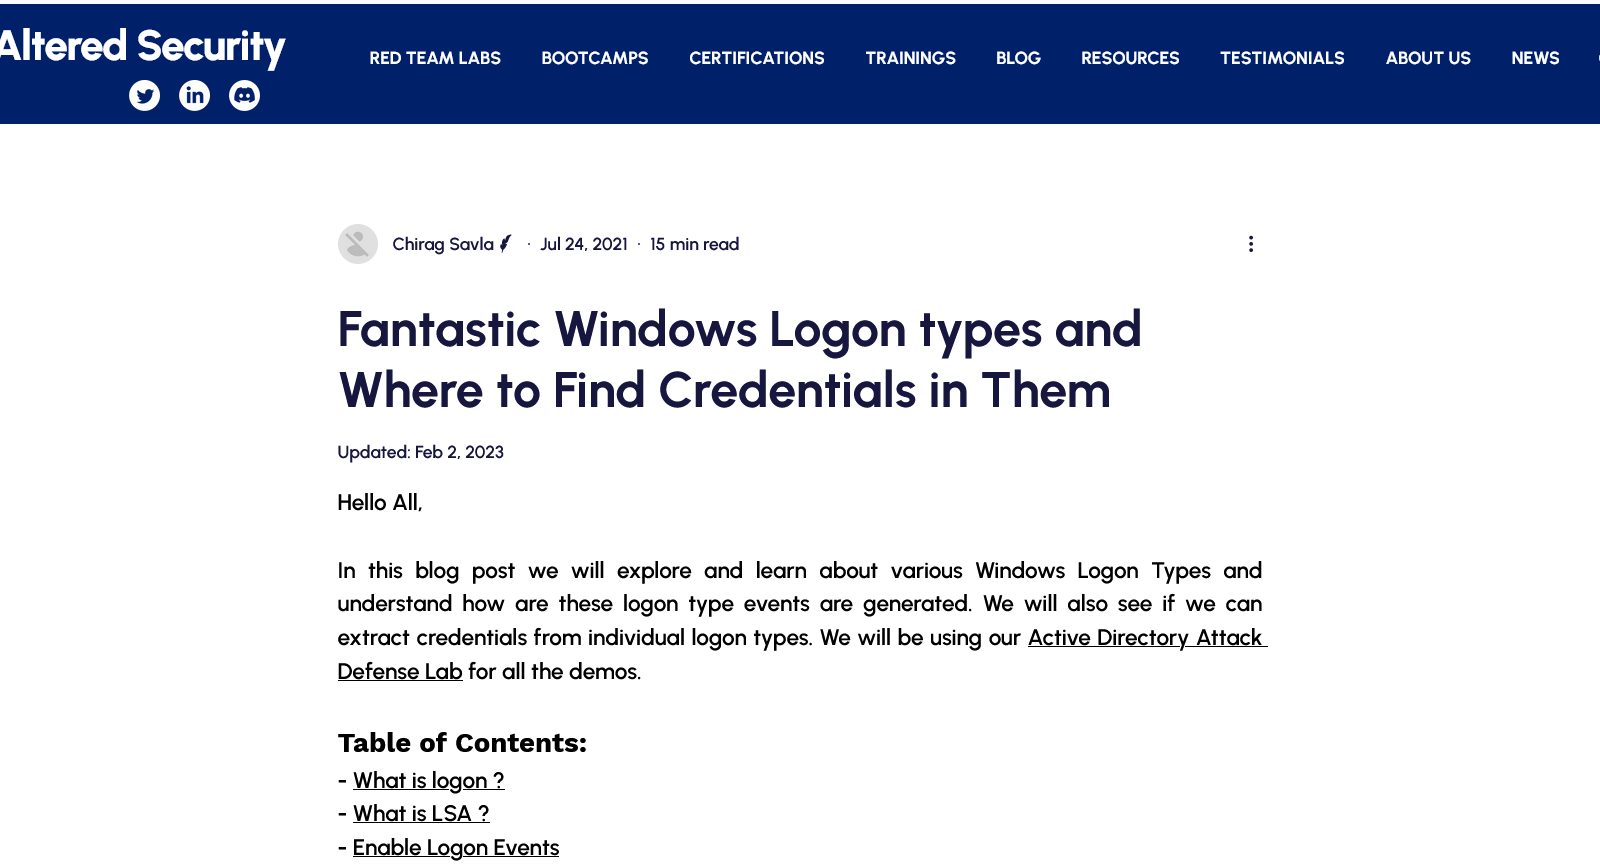 Altered Security
RED TEAM LABS BOOTCAMPS CERTIFICATIONS TRAININGS BLOG RESOURCES TESTIMONIALS ABOUT US NEWS
Chirag Savla · Jul 24, 2021 · 15 min read
Fantastic Windows Logon types and
Where to Find Credentials in Them
Updated: Feb 2, 2023
Hello All,
In this blog post we will explore and learn about various Windows Logon Types and
understand how are these logon type events are generated. We will also see if we can
extract credentials from individual logon types. We will be using our Active Directory Attack
Defense Lab for all the demos.
Table of Contents:
- What is logon ?
- What is LSA ?
- Enable Logon Events